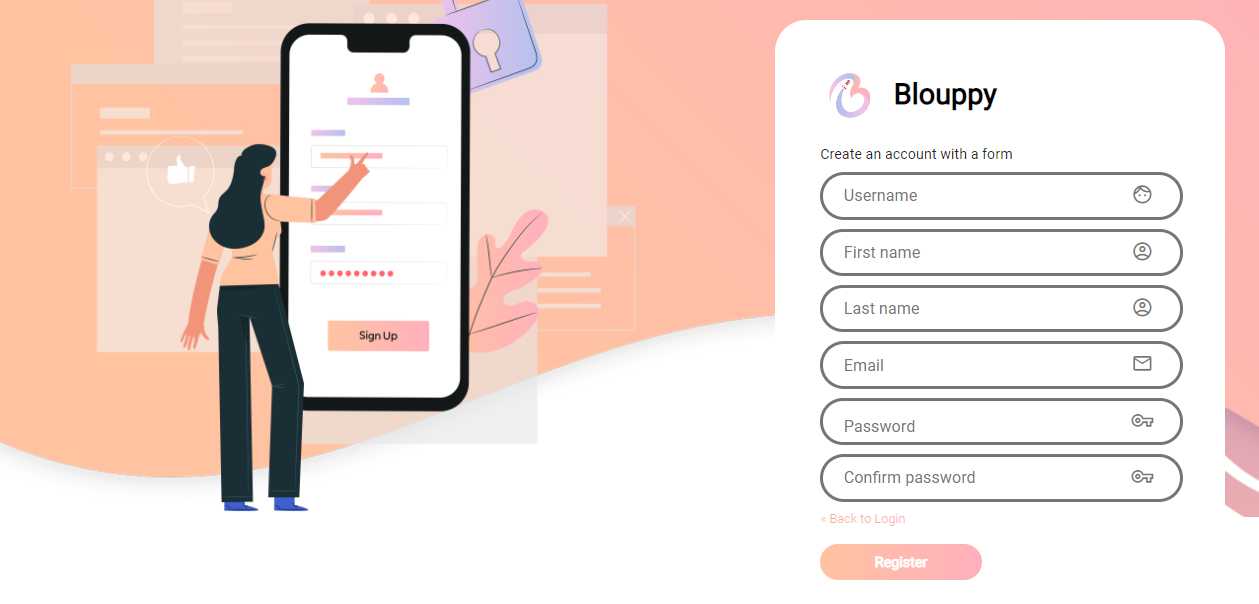 Sign Up
Blouppy
Create an account with a form
Username
First name
Last name
Email
Password
Confirm password
« Back to Login
Register